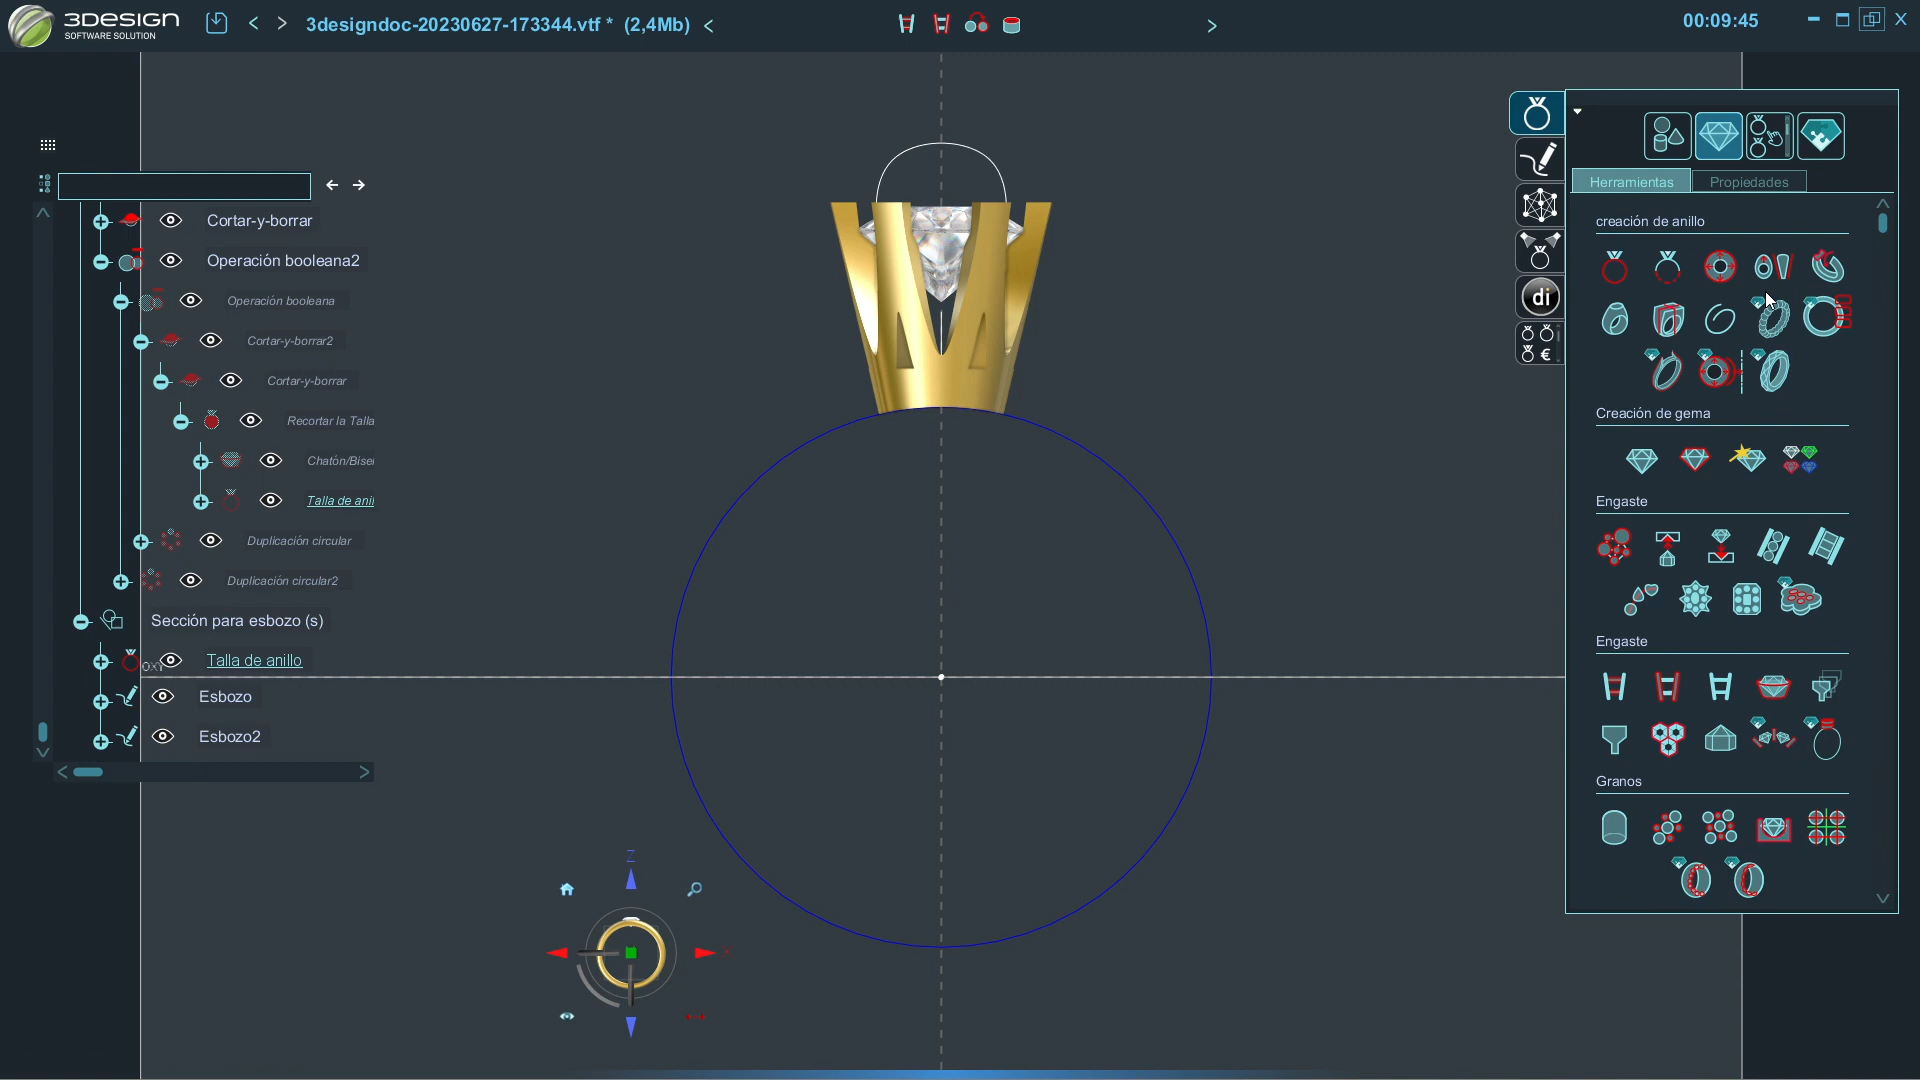 3DESIGN
SOFTWARE SOLUTION
3designdoc-20230627-173344.vtf * (2,4Mb)
00:09:45
Cortar-y-borrar
Operación booleana2
Operación booleana
Cortar-y-borrar2
Cortar-y-borrar
Recortar la Talla
Chatón/Bisel
Talla de anil
Duplicación circular
Duplicación circular2
Sección para esbozo (s)
Talla de anillo
Esbozo
Esbozo2
Z
di
€
Herramientas
Propiedades
creación de anillo
Creación de gema
Engaste
Engaste
Granos